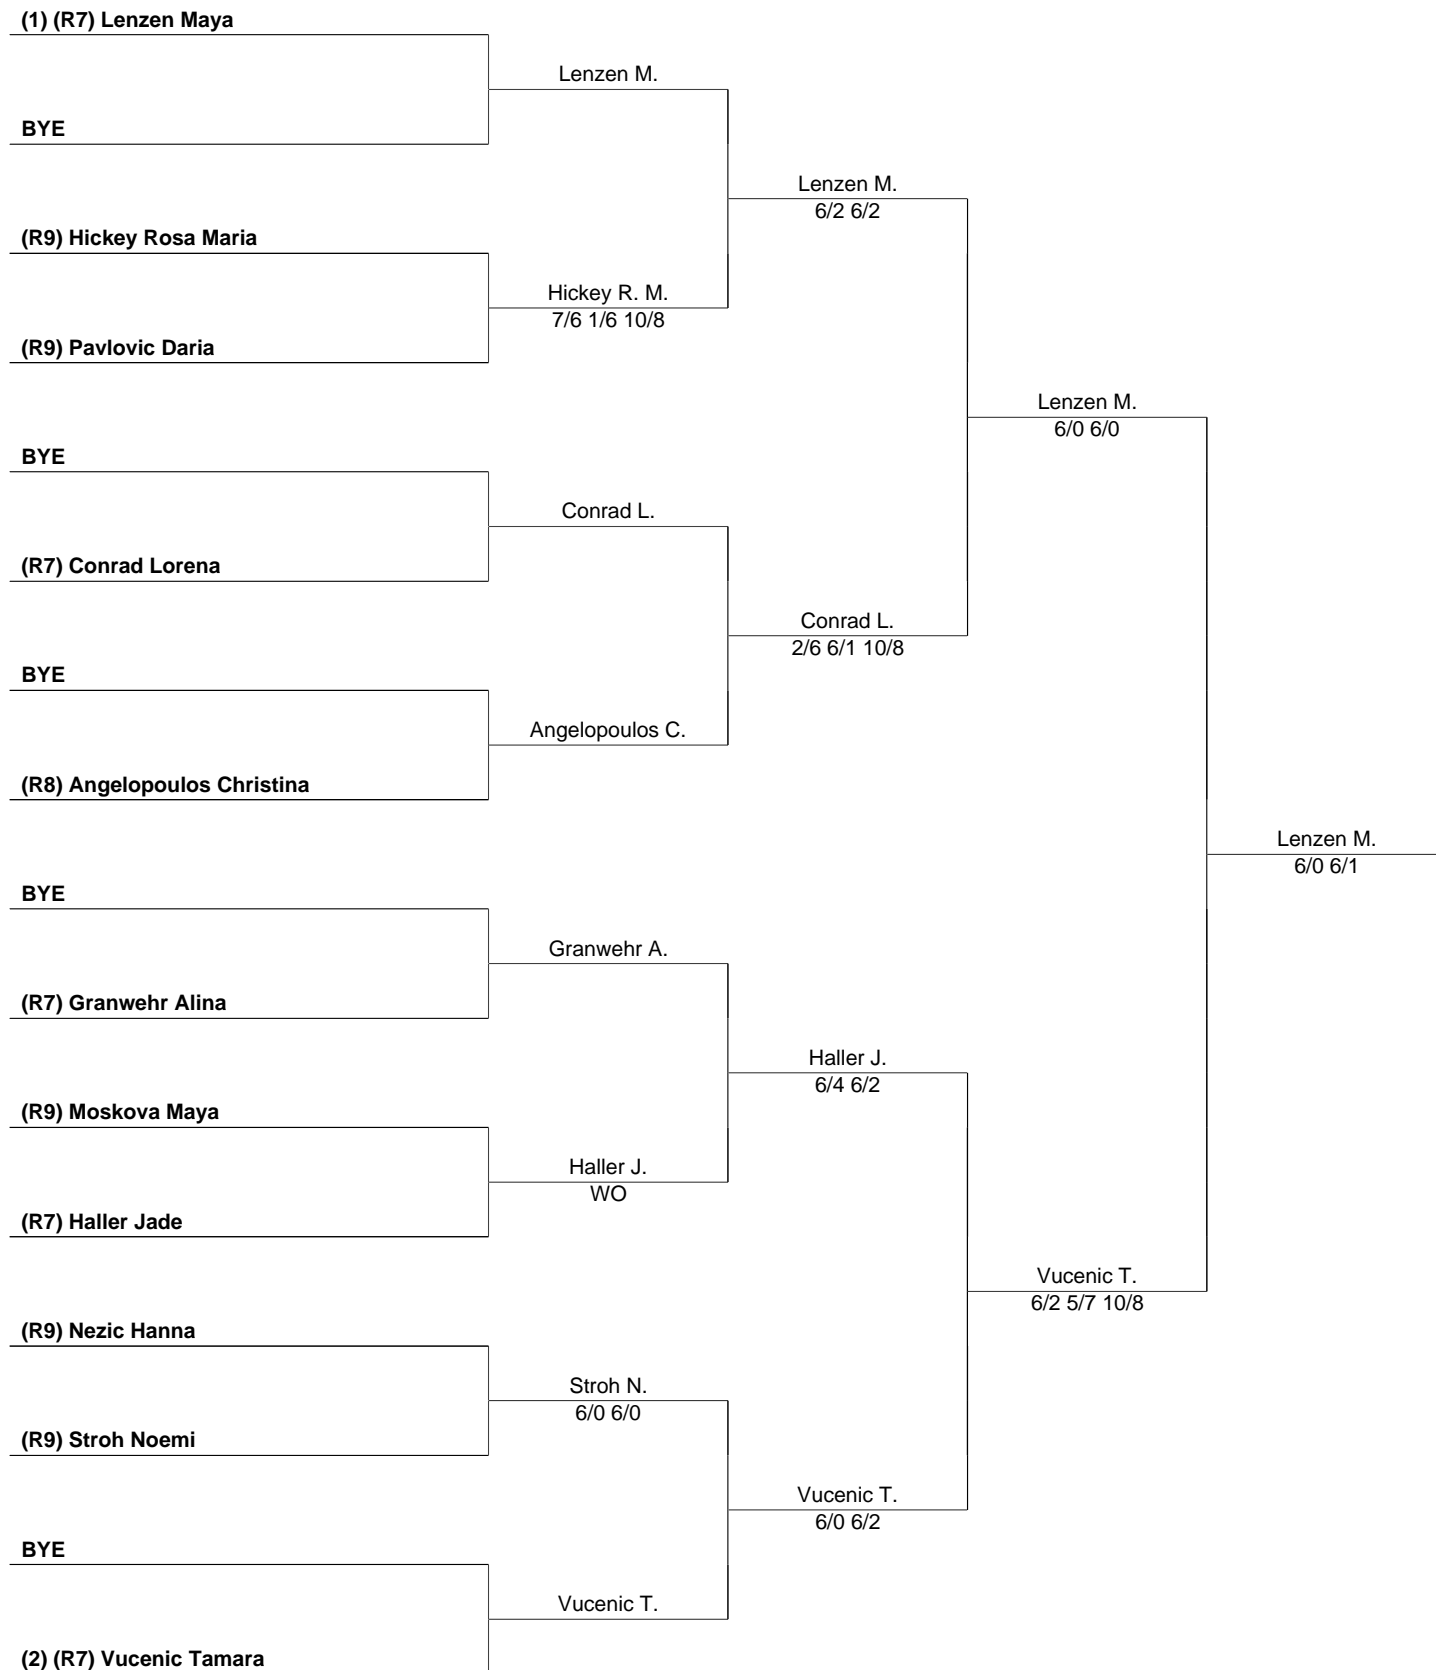 (1) (R7) Lenzen Maya
Lenzen M.
BYE
Lenzen M.
6/2 6/2
(R9) Hickey Rosa Maria
Hickey R. M.
7/6 1/6 10/8
(R9) Pavlovic Daria
Lenzen M.
6/0 6/0
BYE
Conrad L.
(R7) Conrad Lorena
Conrad L.
2/6 6/1 10/8
BYE
Angelopoulos C.
(R8) Angelopoulos Christina
Lenzen M.
6/0 6/1
BYE
Granwehr A.
(R7) Granwehr Alina
Haller J.
6/4 6/2
(R9) Moskova Maya
Haller J.
WO
(R7) Haller Jade
Vucenic T.
6/2 5/7 10/8
(R9) Nezic Hanna
Stroh N.
6/0 6/0
(R9) Stroh Noemi
Vucenic T.
6/0 6/2
BYE
Vucenic T.
(2) (R7) Vucenic Tamara